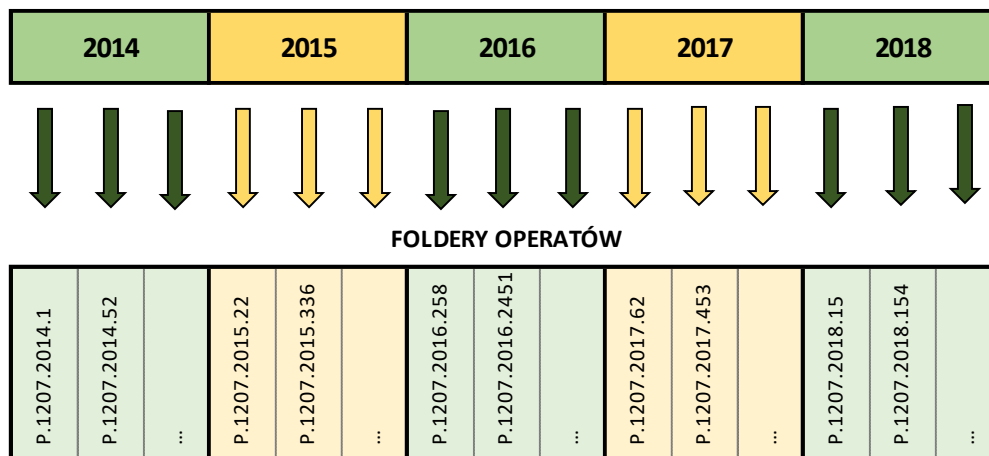 2014
2015
2016
2017
2018
FOLDERY OPERATÓW
P.1207.2014.1
P.1207.2014.52
...
P.1207.2015.22
P.1207.2015.336
...
P.1207.2016.258
P.1207.2016.2451
...
P.1207.2017.62
P.1207.2017.453
...
P.1207.2018.15
P.1207.2018.154
...